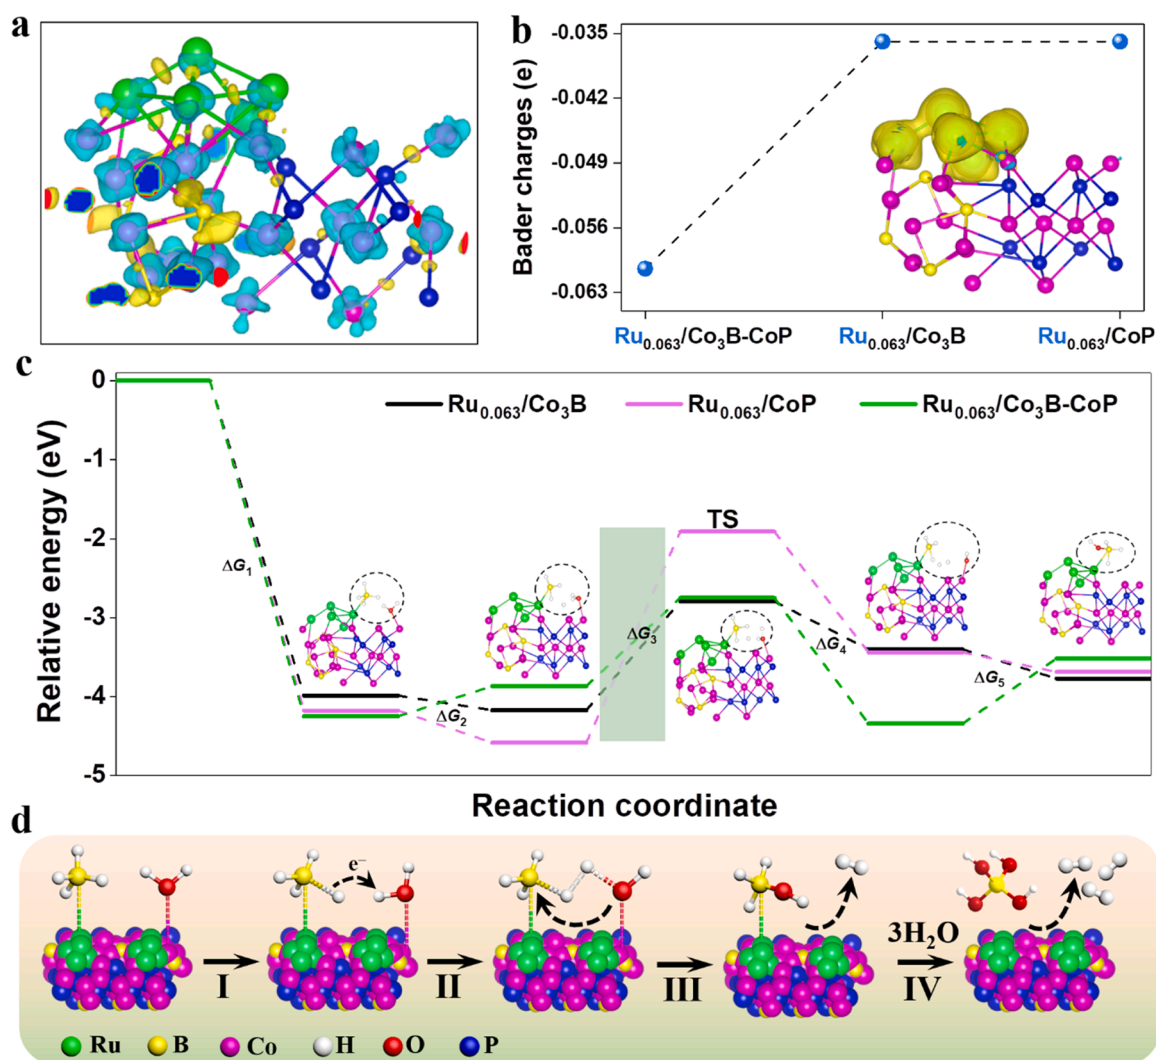 a
b
Bader charges (e)
-0.035
-0.042
-0.049
-0.056
-0.063
Ru0.063/Co3B-CoP
Ru0.063/Co3B
Ru0.063/CoP
c
Relative energy (eV)
0
-1
-2
-3
-4
-5
Ru0.063/Co3B
Ru0.063/CoP
Ru0.063/Co3B-CoP
TS
ΔG1
ΔG2
ΔG3
ΔG4
ΔG5
Reaction coordinate
d
e−
I
II
III
3H2O
IV
Ru
B
Co
H
O
P